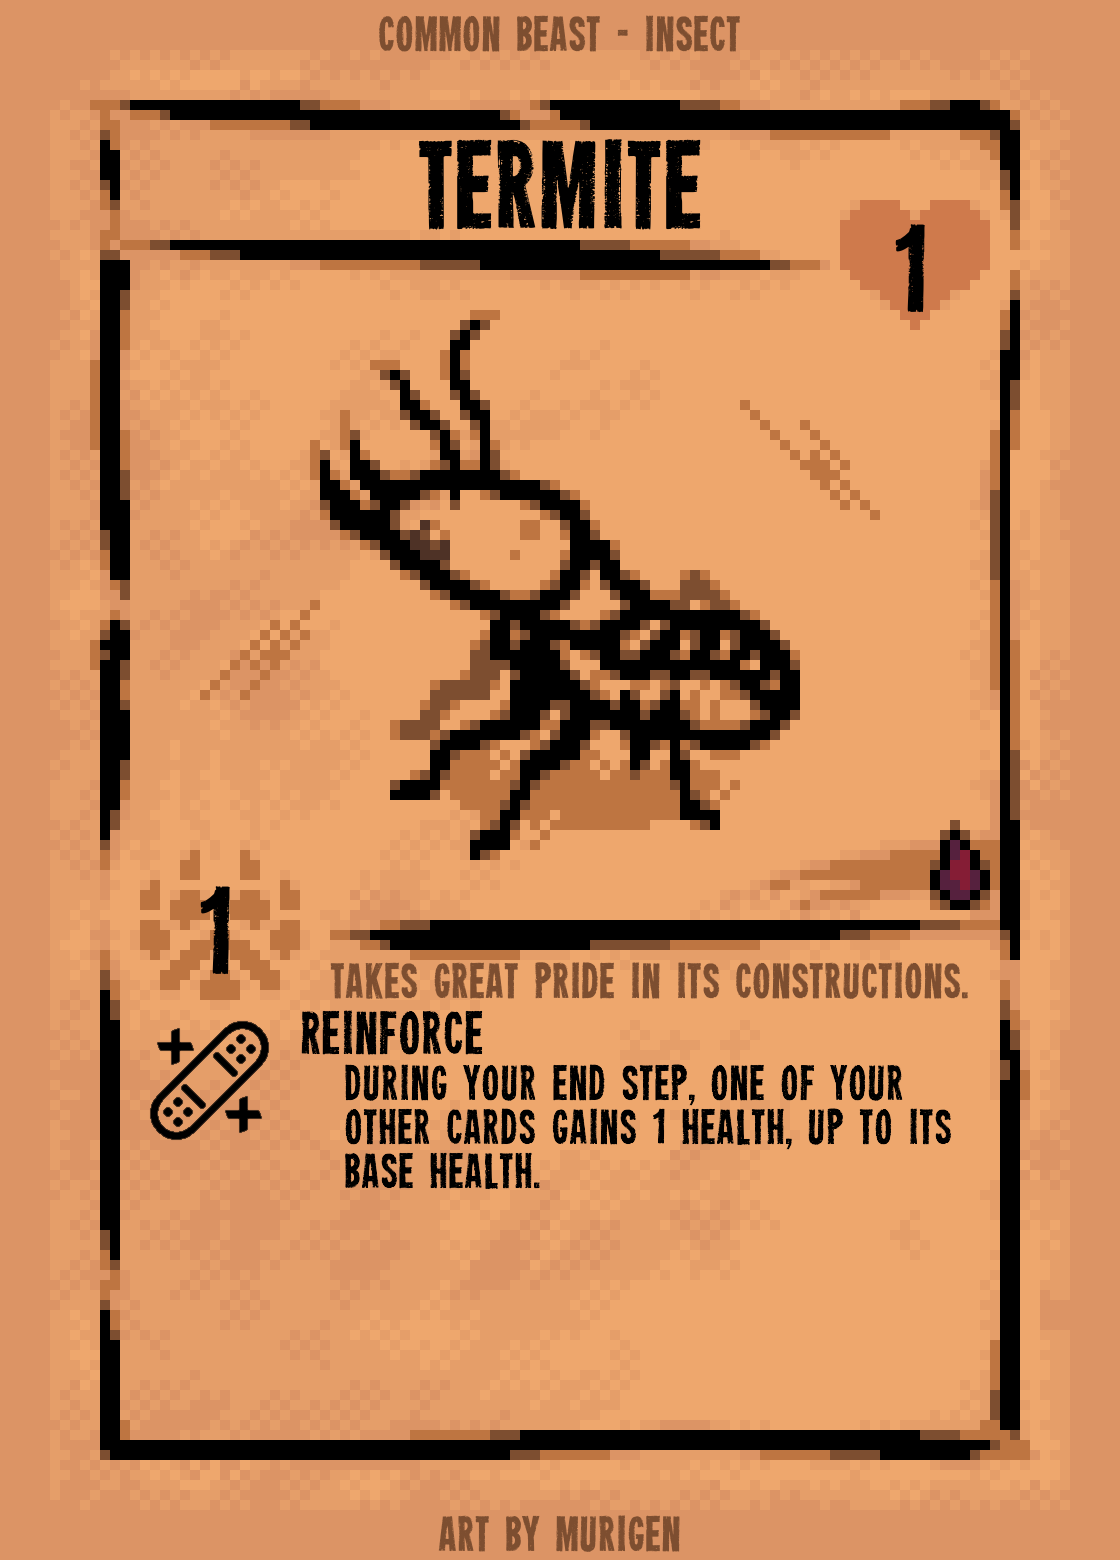 COMMON BEAST - INSECT
TERMITE
1
1
TAKES GREAT PRIDE IN ITS CONSTRUCTIONS.
REINFORCE
DURING YOUR END STEP, ONE OF YOUR
OTHER CARDS GAINS 1 HEALTH, UP TO ITS
BASE HEALTH.
ART BY MURIGEN